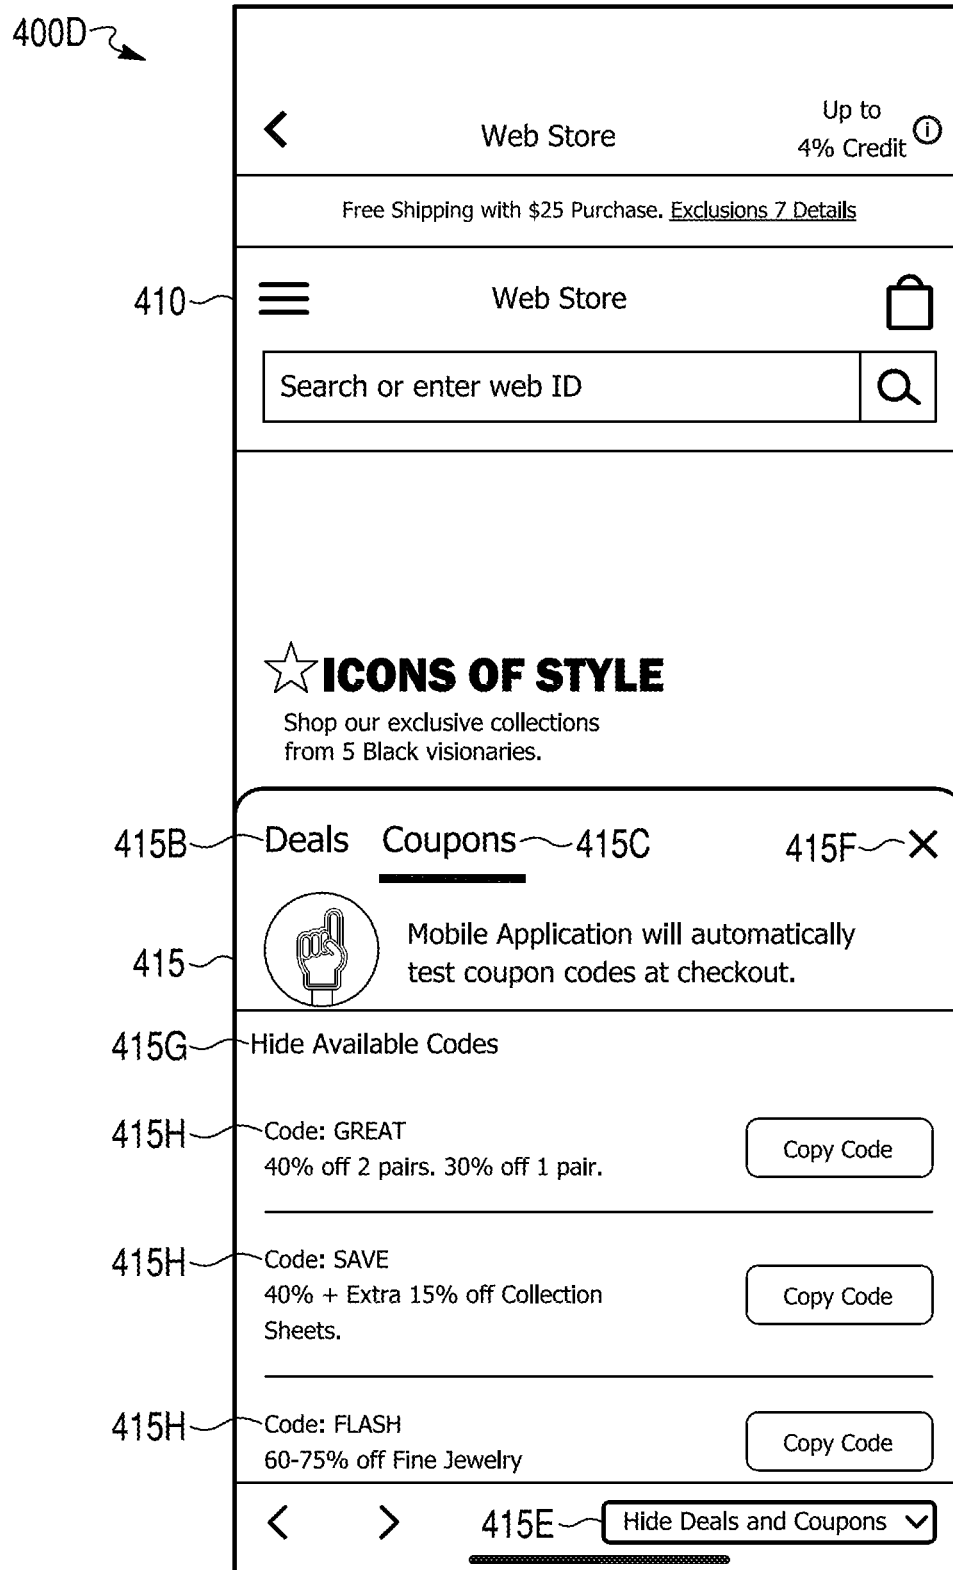 400D
Up to
Web Store
4% Credit
Free Shipping with $25 Purchase. Exclusions 7 Details
410
Web Store
Search or enter web ID
ICONS OF STYLE
Shop our exclusive collections
from 5 Black visionaries.
415B Deals Coupons 415C 415F
Mobile Application will automatically
415 test coupon codes at checkout.
415G Hide Available Codes
415H Code: GREAT
40% off 2 pairs. 30% off 1 pair.
Copy Code
415H Code: SAVE
40% + Extra 15% off Collection
Sheets.
Copy Code
415H Code: FLASH
60-75% off Fine Jewelry
Copy Code
415E Hide Deals and Coupons